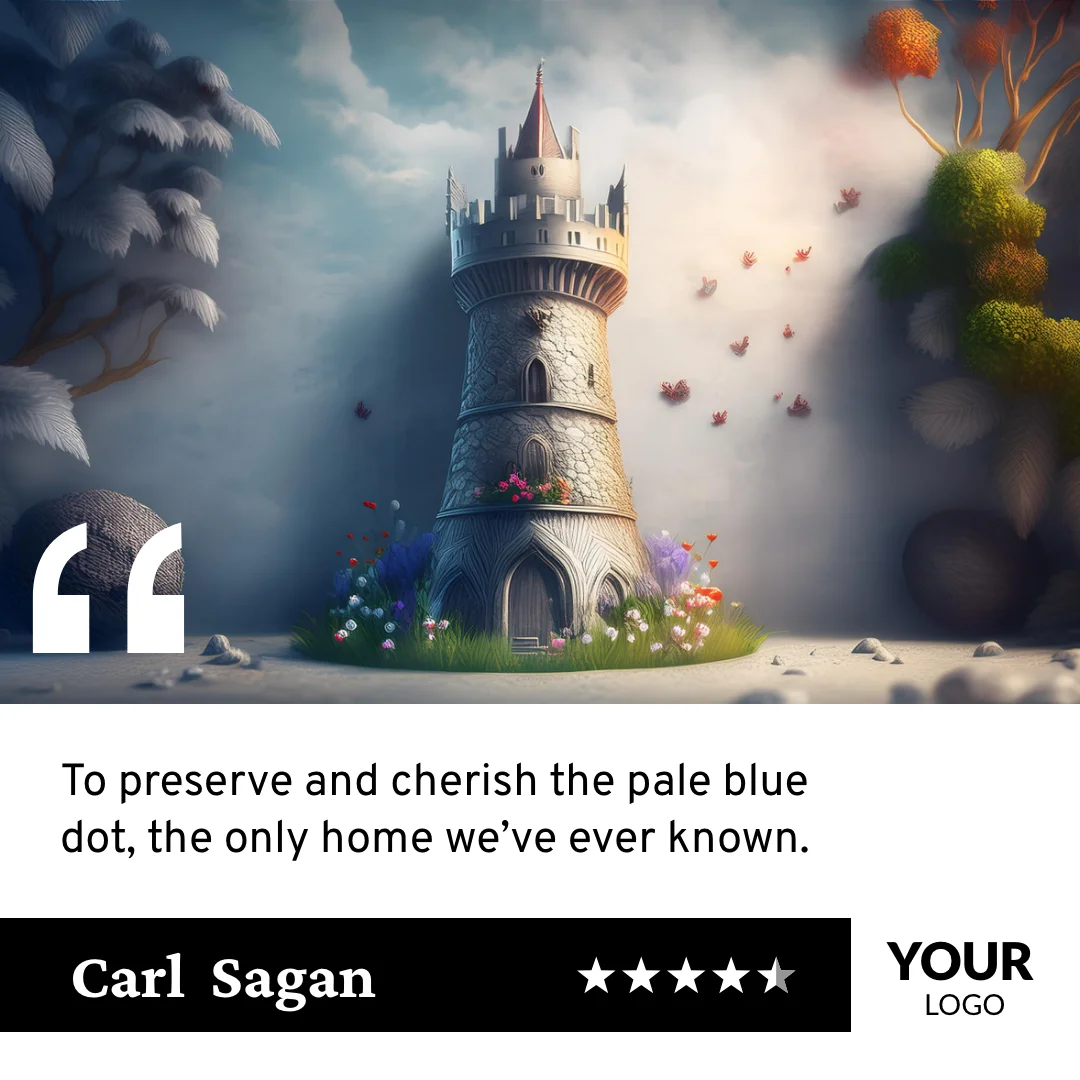 “
To preserve and cherish the pale blue
dot, the only home we’ve ever known.
Carl Sagan
YOUR
LOGO